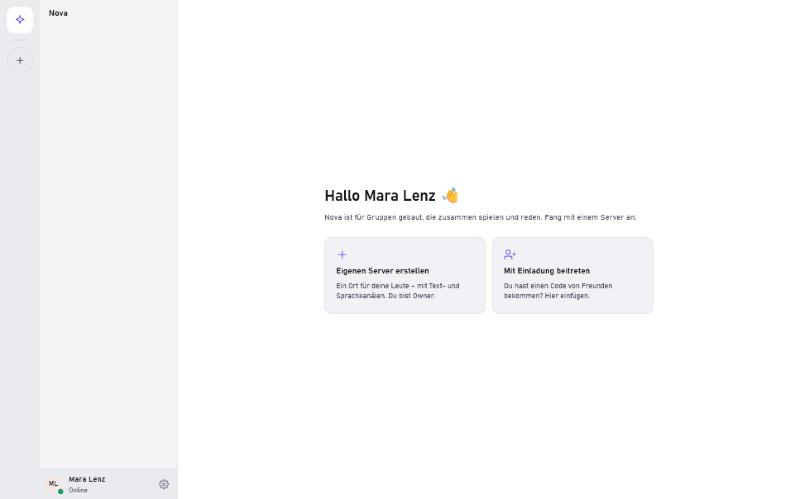 Nova
Hallo Mara Lenz 👋
Nova ist für Gruppen gebaut, die zusammen spielen und reden. Fang mit einem Server an:
Eigenen Server erstellen
Ein Ort für deine Leute – mit Text- und
Sprachkanälen. Du bist Owner.
Mit Einladung beitreten
Du hast einen Code von Freunden
bekommen? Hier einfügen.
ML
Mara Lenz
Online